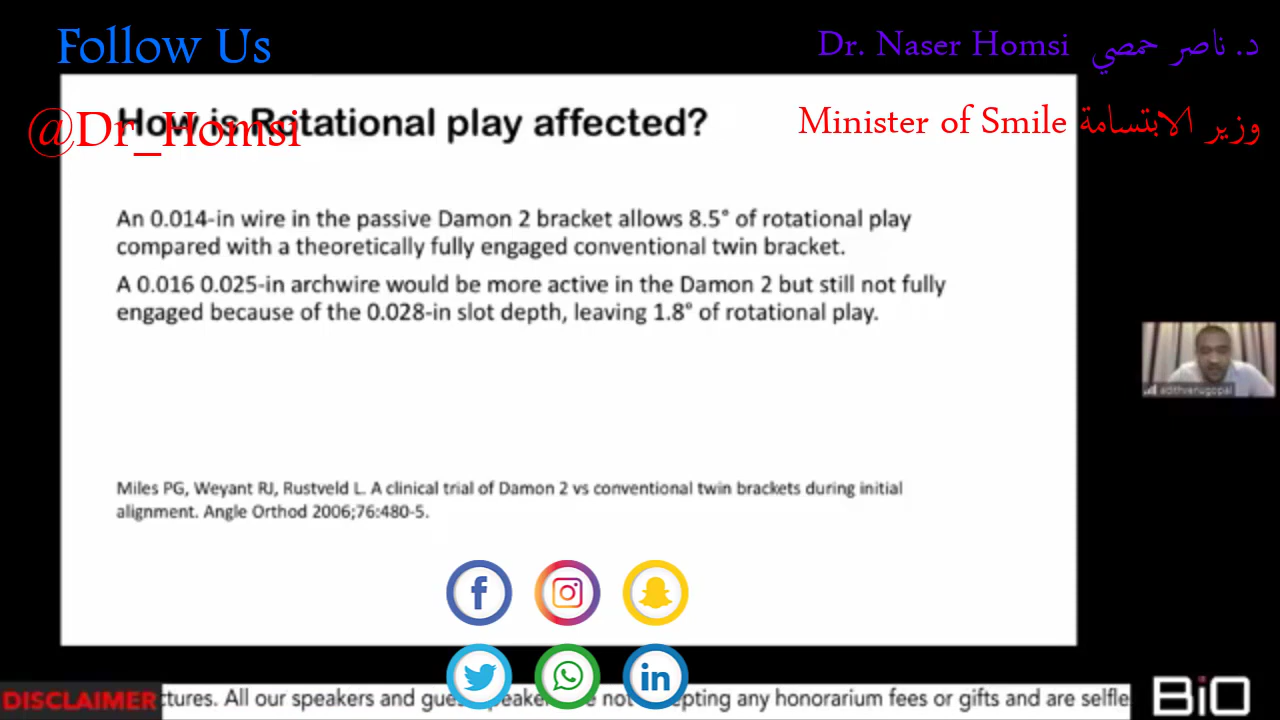 Follow Us
Dr. Naser Homsi د. ناصر حمصي
@Dr_Homsi
How is Rotational play affected?
Minister of Smile وزير الابتسامة
An 0.014-in wire in the passive Damon 2 bracket allows 8.5° of rotational play
compared with a theoretically fully engaged conventional twin bracket.
A 0.016 0.025-in archwire would be more active in the Damon 2 but still not fully
engaged because of the 0.028-in slot depth, leaving 1.8° of rotational play.
adithvenugopal
Miles PG, Weyant RJ, Rustveld L. A clinical trial of Damon 2 vs conventional twin brackets during initial
alignment. Angle Orthod 2006;76:480-5.
DISCLAIMER ctures. All our speakers and gue speake not pting any honorarium fees or gifts and are selfle
BiO